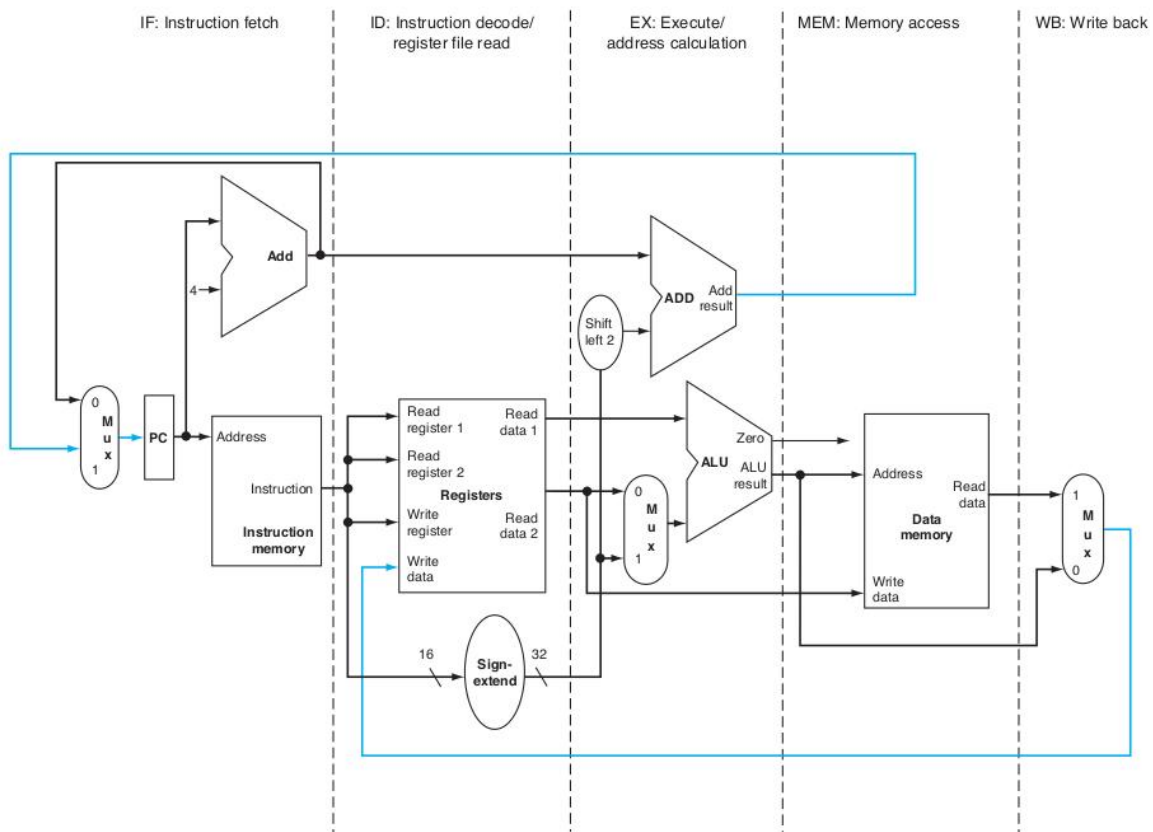 IF: Instruction fetch
ID: Instruction decode/
register file read
EX: Execute/
address calculation
MEM: Memory access
WB: Write back
Add
4
ADD
Add
result
Shift
left 2
0
M
u
x
1
PC
Address
Instruction
Instruction
memory
Read
register 1
Read
register 2
Write
register
Write
data
Registers
Read
data 1
Read
data 2
0
M
u
x
1
Zero
ALU
ALU
result
Address
Read
data
Data
memory
Write
data
1
M
u
x
0
16
Sign-
extend
32